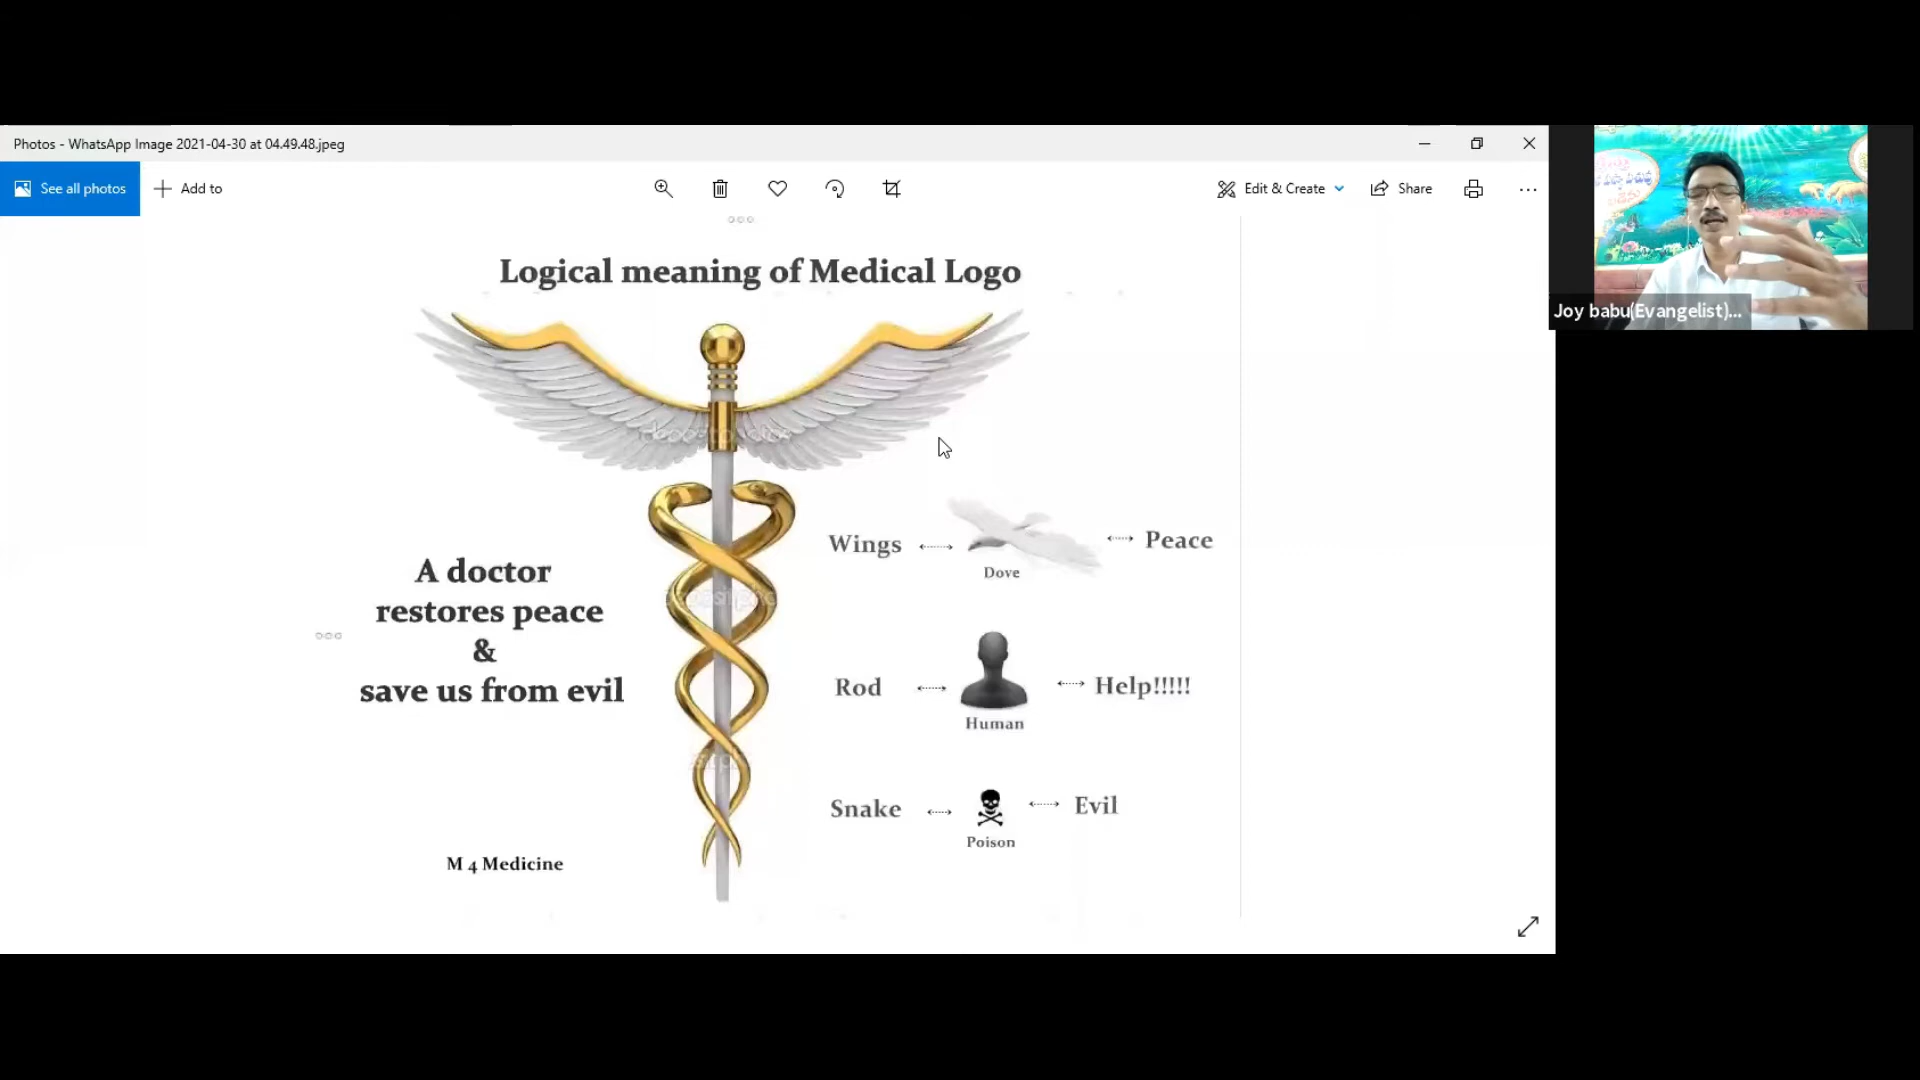 Photos - WhatsApp Image 2021-04-30 at 04.49.48.jpeg
See all photos
Add to
Edit & Create
Share
Joy babu(Evangelist)...
Logical meaning of Medical Logo
A doctor
restores peace
&
save us from evil
Wings
Dove
Peace
Rod
Human
Help!!!!!
Snake
Poison
Evil
M 4 Medicine